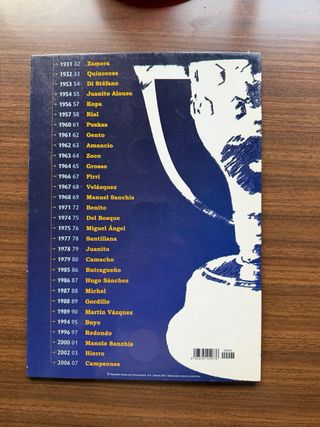 1931 32 Zamora
1932 33 Quincoces
1953 54 Di Stéfano
1954 55 Juanito Alonso
1956 57 Kopa
1957 58 Rial
1960 61 Puskas
1961 62 Gento
1962 63 Amancio
1963 64 Zoco
1964 65 Grosso
1966 67 Pirri
1967 68 Velázquez
1968 69 Manuel Sanchís
1971 72 Benito
1974 75 Del Bosque
1975 76 Miguel Ángel
1977 78 Santillana
1978 79 Juanito
1979 80 Camacho
1985 86 Butragueño
1986 87 Hugo Sánchez
1987 88 Michel
1988 89 Gordillo
1989 90 Martín Vázquez
1994 95 Buyo
1996 97 Redondo
2000 01 Manolo Sanchís
2002 03 Hierro
2006 07 Campeones